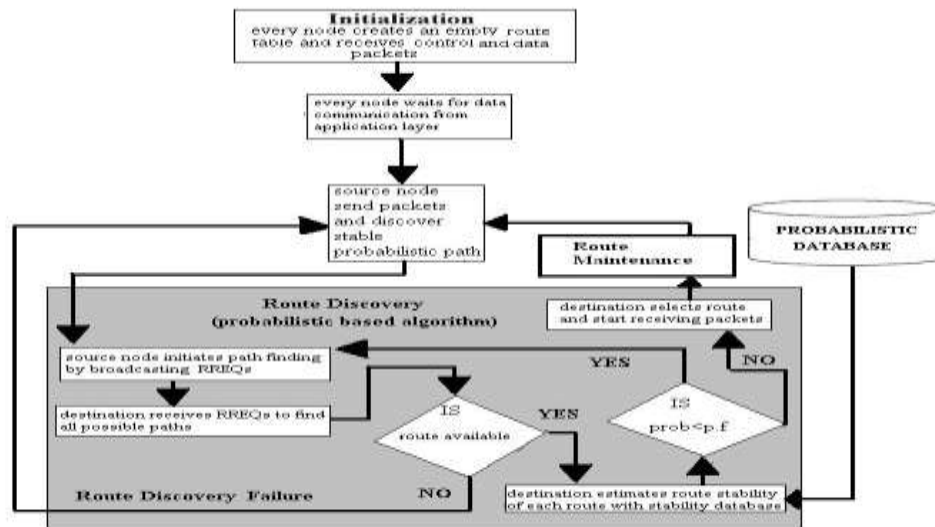 Initialization
every node creates an empty route
table and receives control and data
packets
every node waits for data
communication from
application layer
source node
send packets
and discover
stable
probabilistic path
PROBABILISTIC
DATABASE
Route
Maintenance
Route Discovery
(probabilistic based algorithm)
destination selects route
and start receiving packets
source node initiates path finding
by broadcasting RREQs
YES
NO
destination receives RREQs to find
all possible paths
IS
route available
YES
IS
prob<p.f
NO
Route Discovery Failure
destination estimates route stability
of each route with stability database